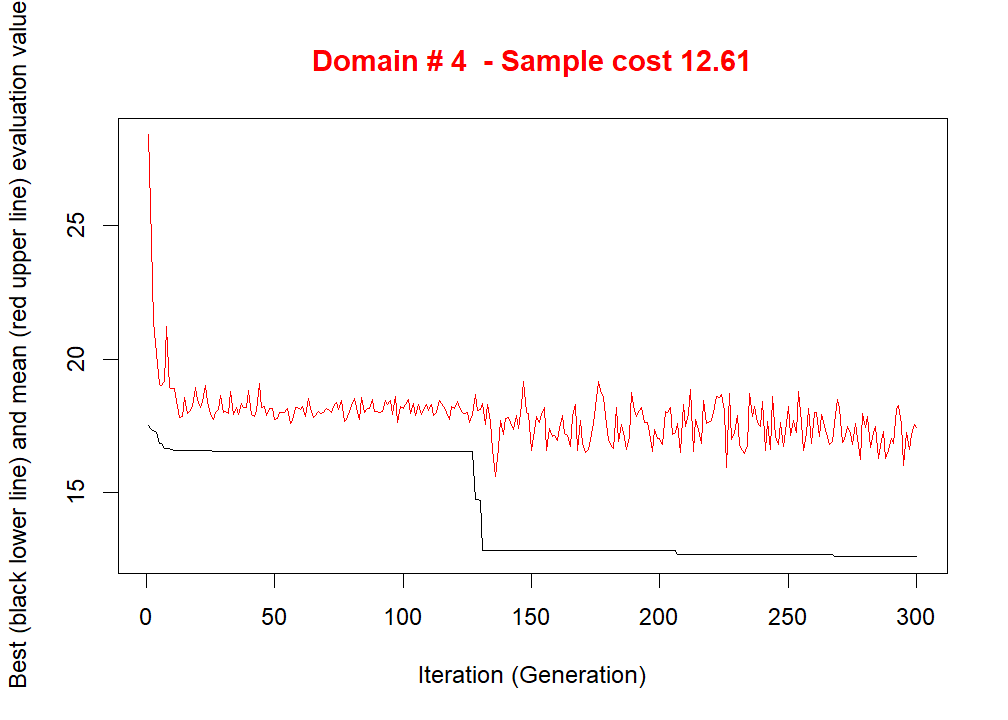 Domain # 4  - Sample cost 12.61
Best (black lower line) and mean (red upper line) evaluation value
25
20
15
0 50 100 150 200 250 300
Iteration (Generation)